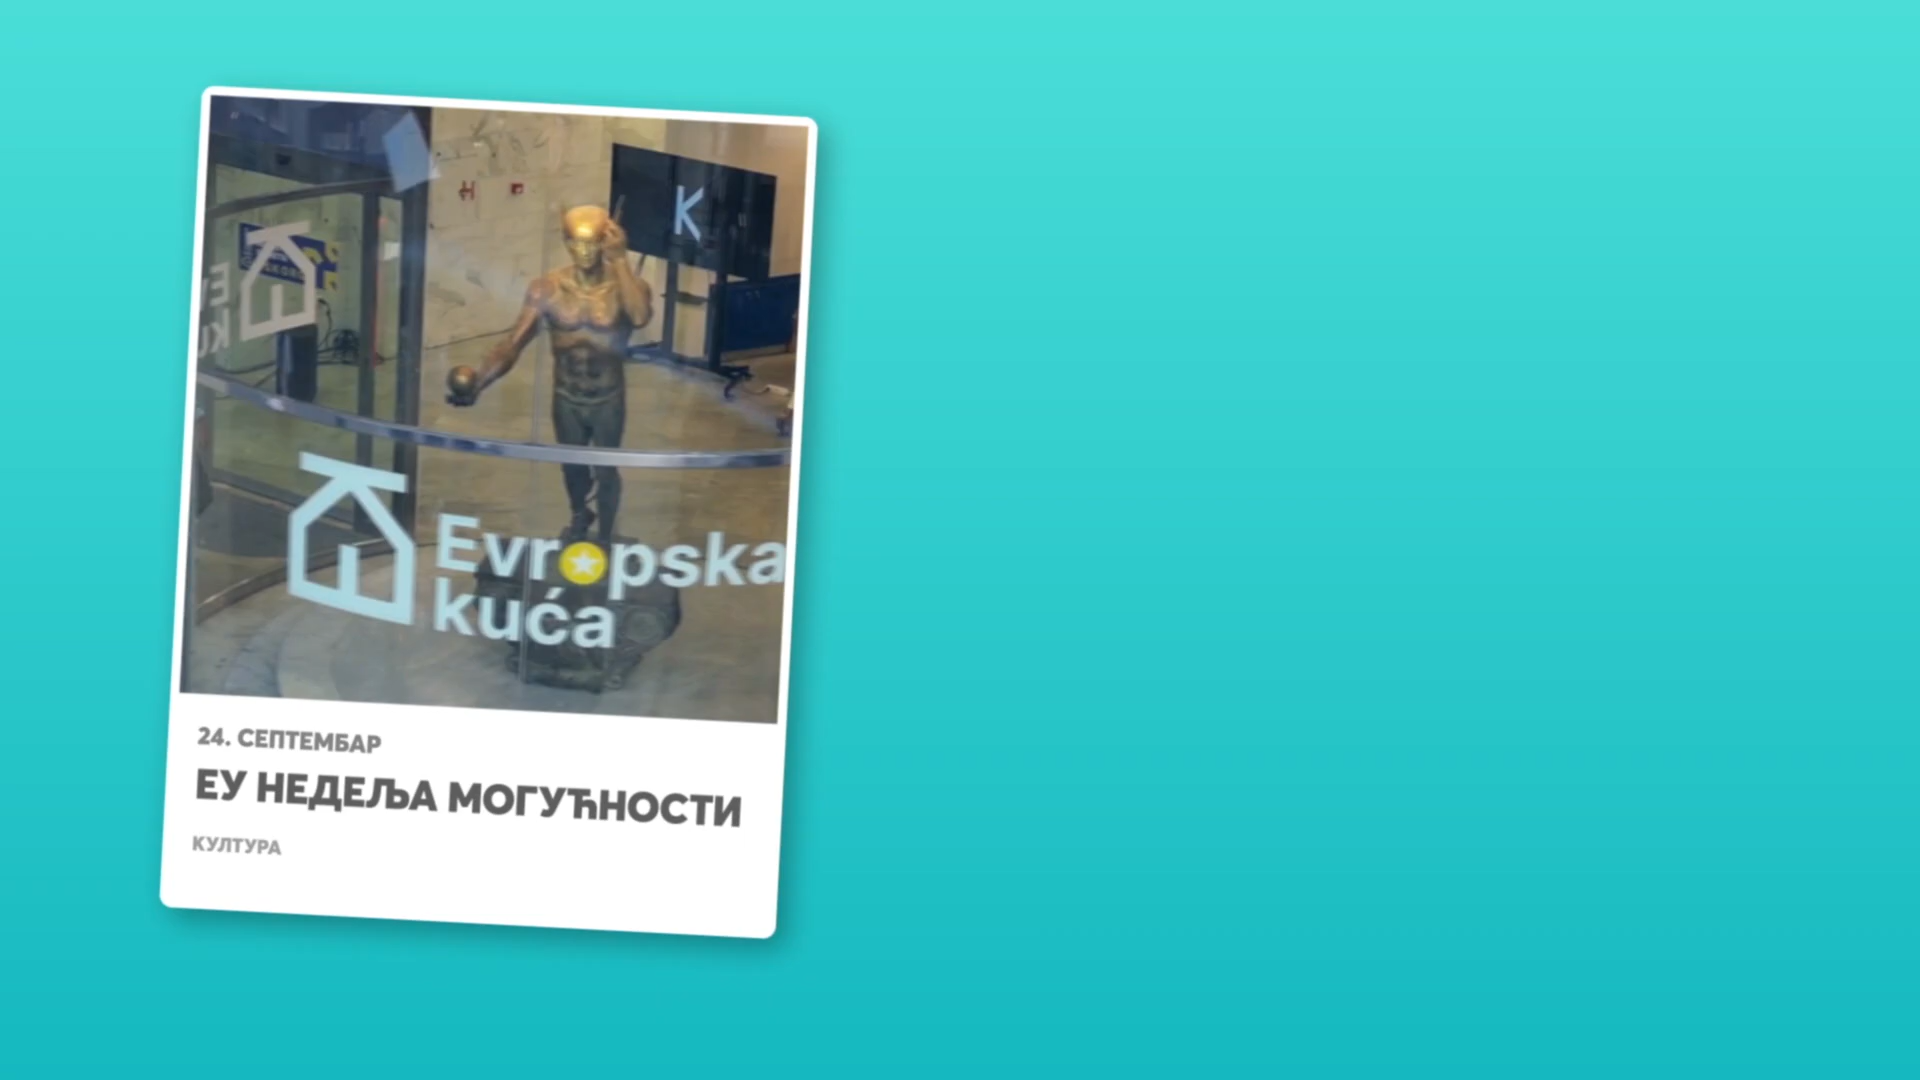 K
Evropska
kuća
24. СЕПТЕМБАР
ЕУ НЕДЕЉА МОГУЋНОСТИ
КУЛТУРА